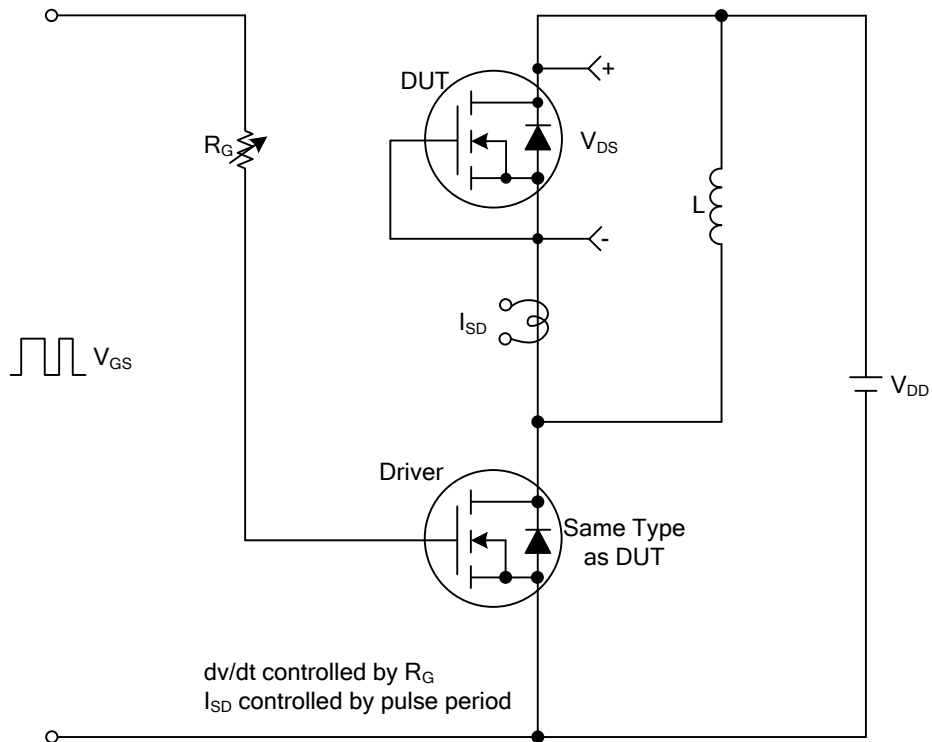 DUT
+
R_G
V_DS
L
-
I_SD
V_GS
V_DD
Driver
Same Type
as DUT
dv/dt controlled by R_G
I_SD controlled by pulse period